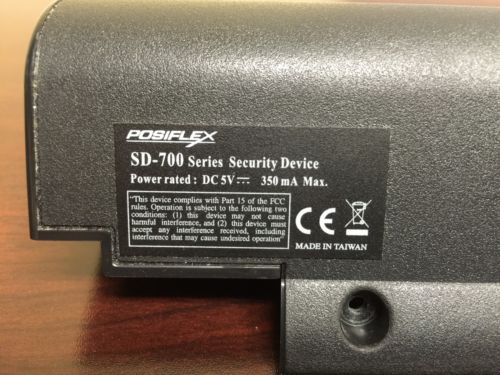 POSIFLEX
SD-700 Series Security Device
Power rated : DC 5V⎓ 350 mA Max.
"This device complies with Part 15 of the FCC
rules. Operation is subject to the following two
conditions: (1) this device may not cause
harmful interference, and (2) this device must
accept any interference received, including
interference that may cause undesired operation"
CE
MADE IN TAIWAN